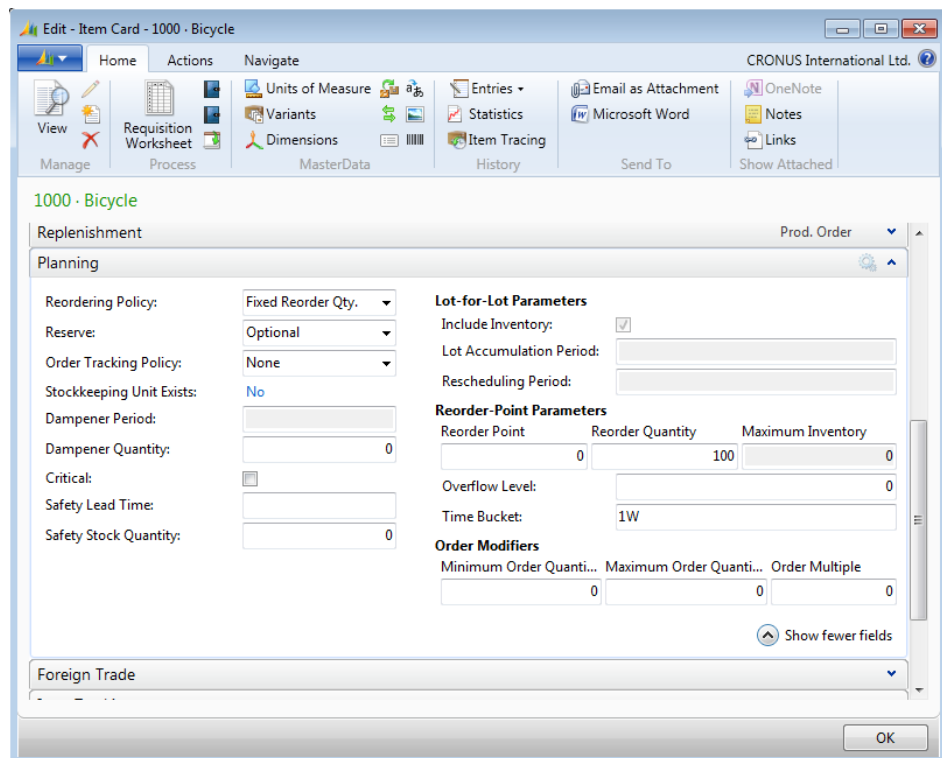 Edit - Item Card - 1000 · Bicycle
Home Actions Navigate CRONUS International Ltd.
View
Requisition Worksheet
Units of Measure
Variants
Dimensions
Entries
Statistics
Item Tracing
Email as Attachment
Microsoft Word
OneNote
Notes
Links
Manage Process MasterData History Send To Show Attached
1000 · Bicycle
Replenishment Prod. Order
Planning
Reordering Policy: Fixed Reorder Qty.
Reserve: Optional
Order Tracking Policy: None
Stockkeeping Unit Exists: No
Dampener Period:
Dampener Quantity: 0
Critical:
Safety Lead Time:
Safety Stock Quantity: 0
Lot-for-Lot Parameters
Include Inventory:
Lot Accumulation Period:
Rescheduling Period:
Reorder-Point Parameters
Reorder Point Reorder Quantity Maximum Inventory
0 100 0
Overflow Level: 0
Time Bucket: 1W
Order Modifiers
Minimum Order Quanti... Maximum Order Quanti... Order Multiple
0 0 0
Show fewer fields
Foreign Trade
OK